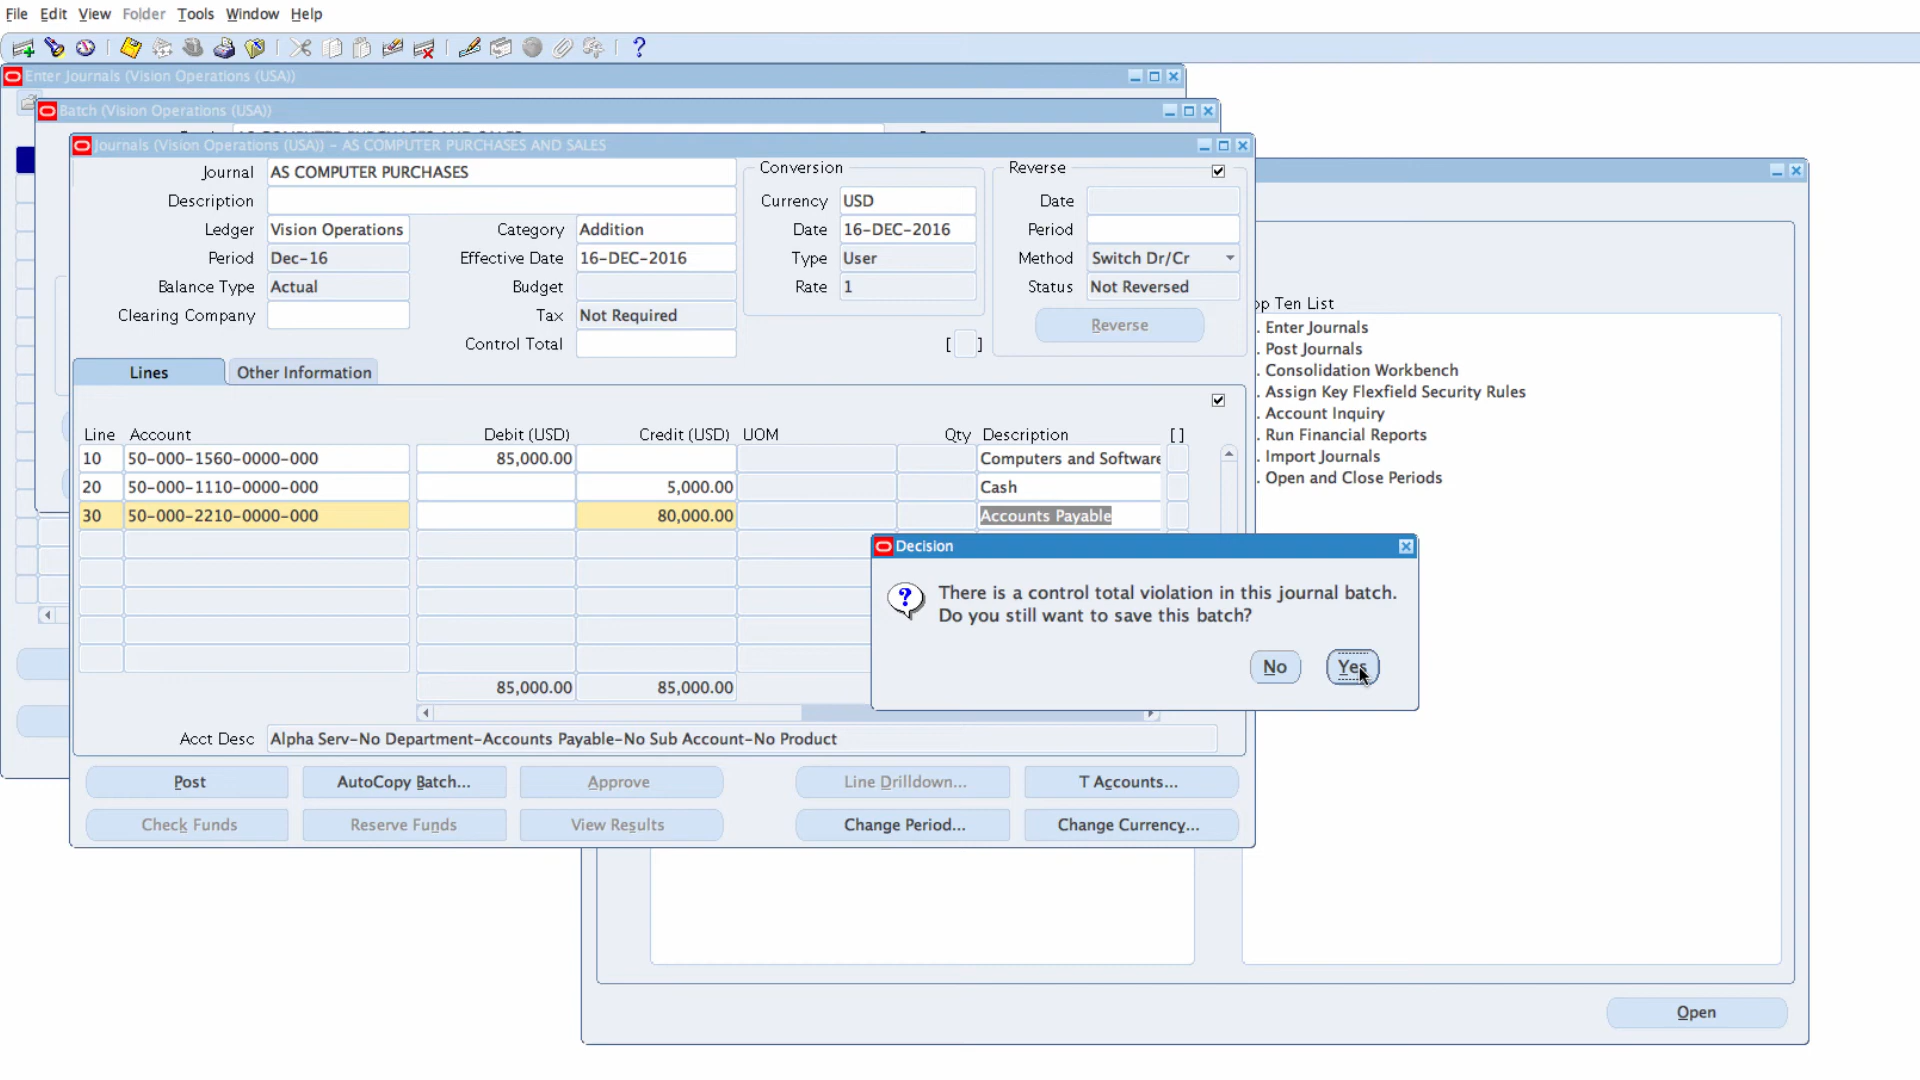 File Edit View Folder Tools Window Help
Enter Journals (Vision Operations (USA))
Batch (Vision Operations (USA))
Journals (Vision Operations (USA)) - AS COMPUTER PURCHASES AND SALES
Journal AS COMPUTER PURCHASES
Description
Ledger Vision Operations Category Addition
Period Dec-16 Effective Date 16-DEC-2016
Balance Type Actual Budget
Clearing Company Tax Not Required
Control Total
Conversion
Currency USD
Date 16-DEC-2016
Type User
Rate 1
[ ]
Reverse
Date
Period
Method Switch Dr/Cr
Status Not Reversed
Reverse
Lines Other Information
Line Account Debit (USD) Credit (USD) UOM Qty Description [ ]
10 50-000-1560-0000-000 85,000.00 Computers and Software
20 50-000-1110-0000-000 5,000.00 Cash
30 50-000-2210-0000-000 80,000.00 Accounts Payable
85,000.00 85,000.00
Acct Desc Alpha Serv-No Department-Accounts Payable-No Sub Account-No Product
Post AutoCopy Batch... Approve Line Drilldown... T Accounts...
Check Funds Reserve Funds View Results Change Period... Change Currency...
Decision
There is a control total violation in this journal batch.
Do you still want to save this batch?
No Yes
op Ten List
. Enter Journals
. Post Journals
. Consolidation Workbench
. Assign Key Flexfield Security Rules
. Account Inquiry
. Run Financial Reports
. Import Journals
. Open and Close Periods
Open